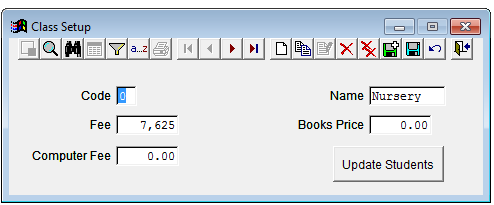 Class Setup
a...z
Code 0 Name Nursery
Fee 7,625 Books Price 0.00
Computer Fee 0.00
Update Students